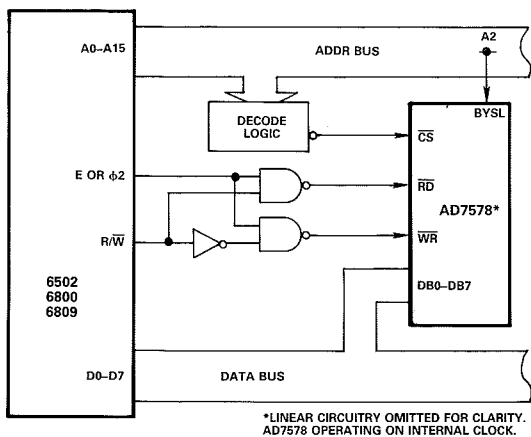 A0–A15
ADDR BUS
A2
BYSL
DECODE
LOGIC
CS
E OR ϕ2
RD
AD7578*
R/W
WR
6502
6800
6809
DB0–DB7
D0–D7
DATA BUS
*LINEAR CIRCUITRY OMITTED FOR CLARITY.
AD7578 OPERATING ON INTERNAL CLOCK.